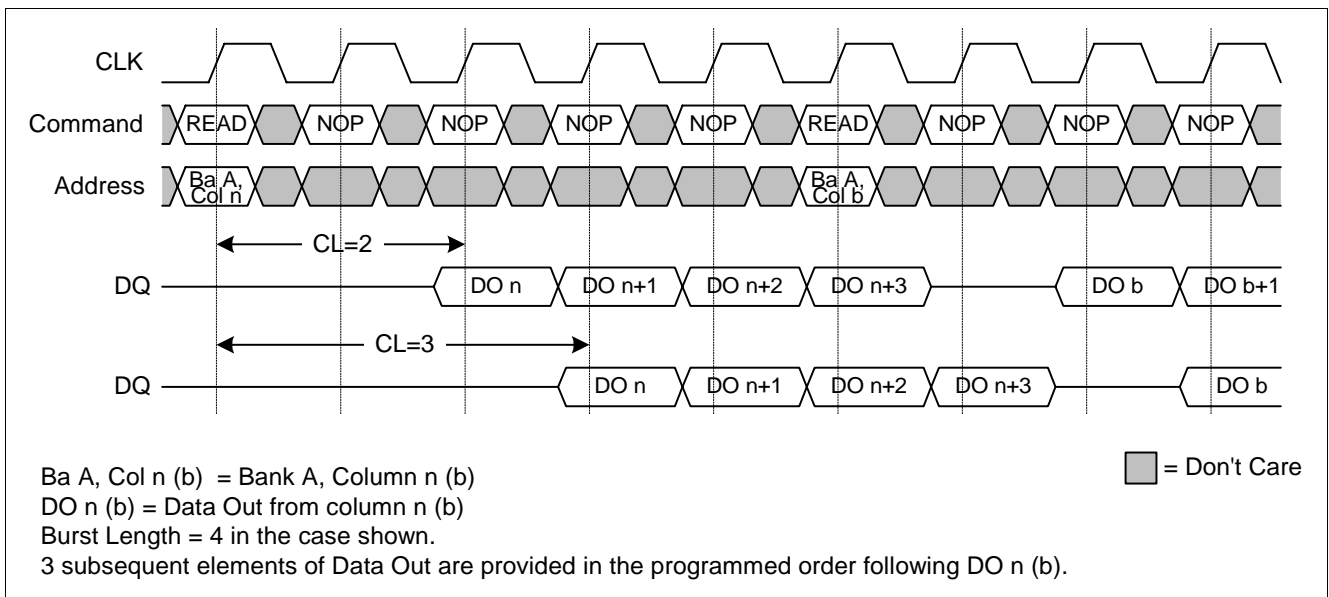 CLK
Command READ NOP NOP NOP NOP READ NOP NOP NOP
Address Ba A, Col n Ba A, Col b
CL=2
DQ DO n DO n+1 DO n+2 DO n+3 DO b DO b+1
CL=3
DQ DO n DO n+1 DO n+2 DO n+3 DO b
Ba A, Col n (b) = Bank A, Column n (b)
= Don't Care
DO n (b) = Data Out from column n (b)
Burst Length = 4 in the case shown.
3 subsequent elements of Data Out are provided in the programmed order following DO n (b).